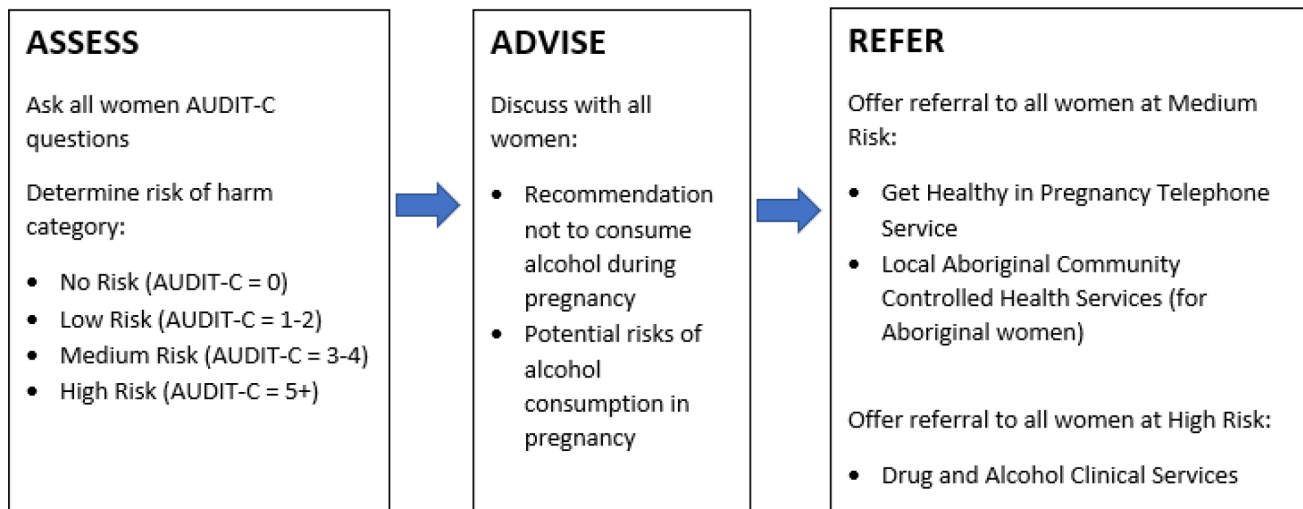 ASSESS
Ask all women AUDIT-C
questions
Determine risk of harm
category:
• No Risk (AUDIT-C = 0)
• Low Risk (AUDIT-C = 1-2)
• Medium Risk (AUDIT-C = 3-4)
• High Risk (AUDIT-C = 5+)
ADVISE
Discuss with all
women:
• Recommendation
not to consume
alcohol during
pregnancy
• Potential risks of
alcohol
consumption in
pregnancy
REFER
Offer referral to all women at Medium
Risk:
• Get Healthy in Pregnancy Telephone
Service
• Local Aboriginal Community
Controlled Health Services (for
Aboriginal women)
Offer referral to all women at High Risk:
• Drug and Alcohol Clinical Services